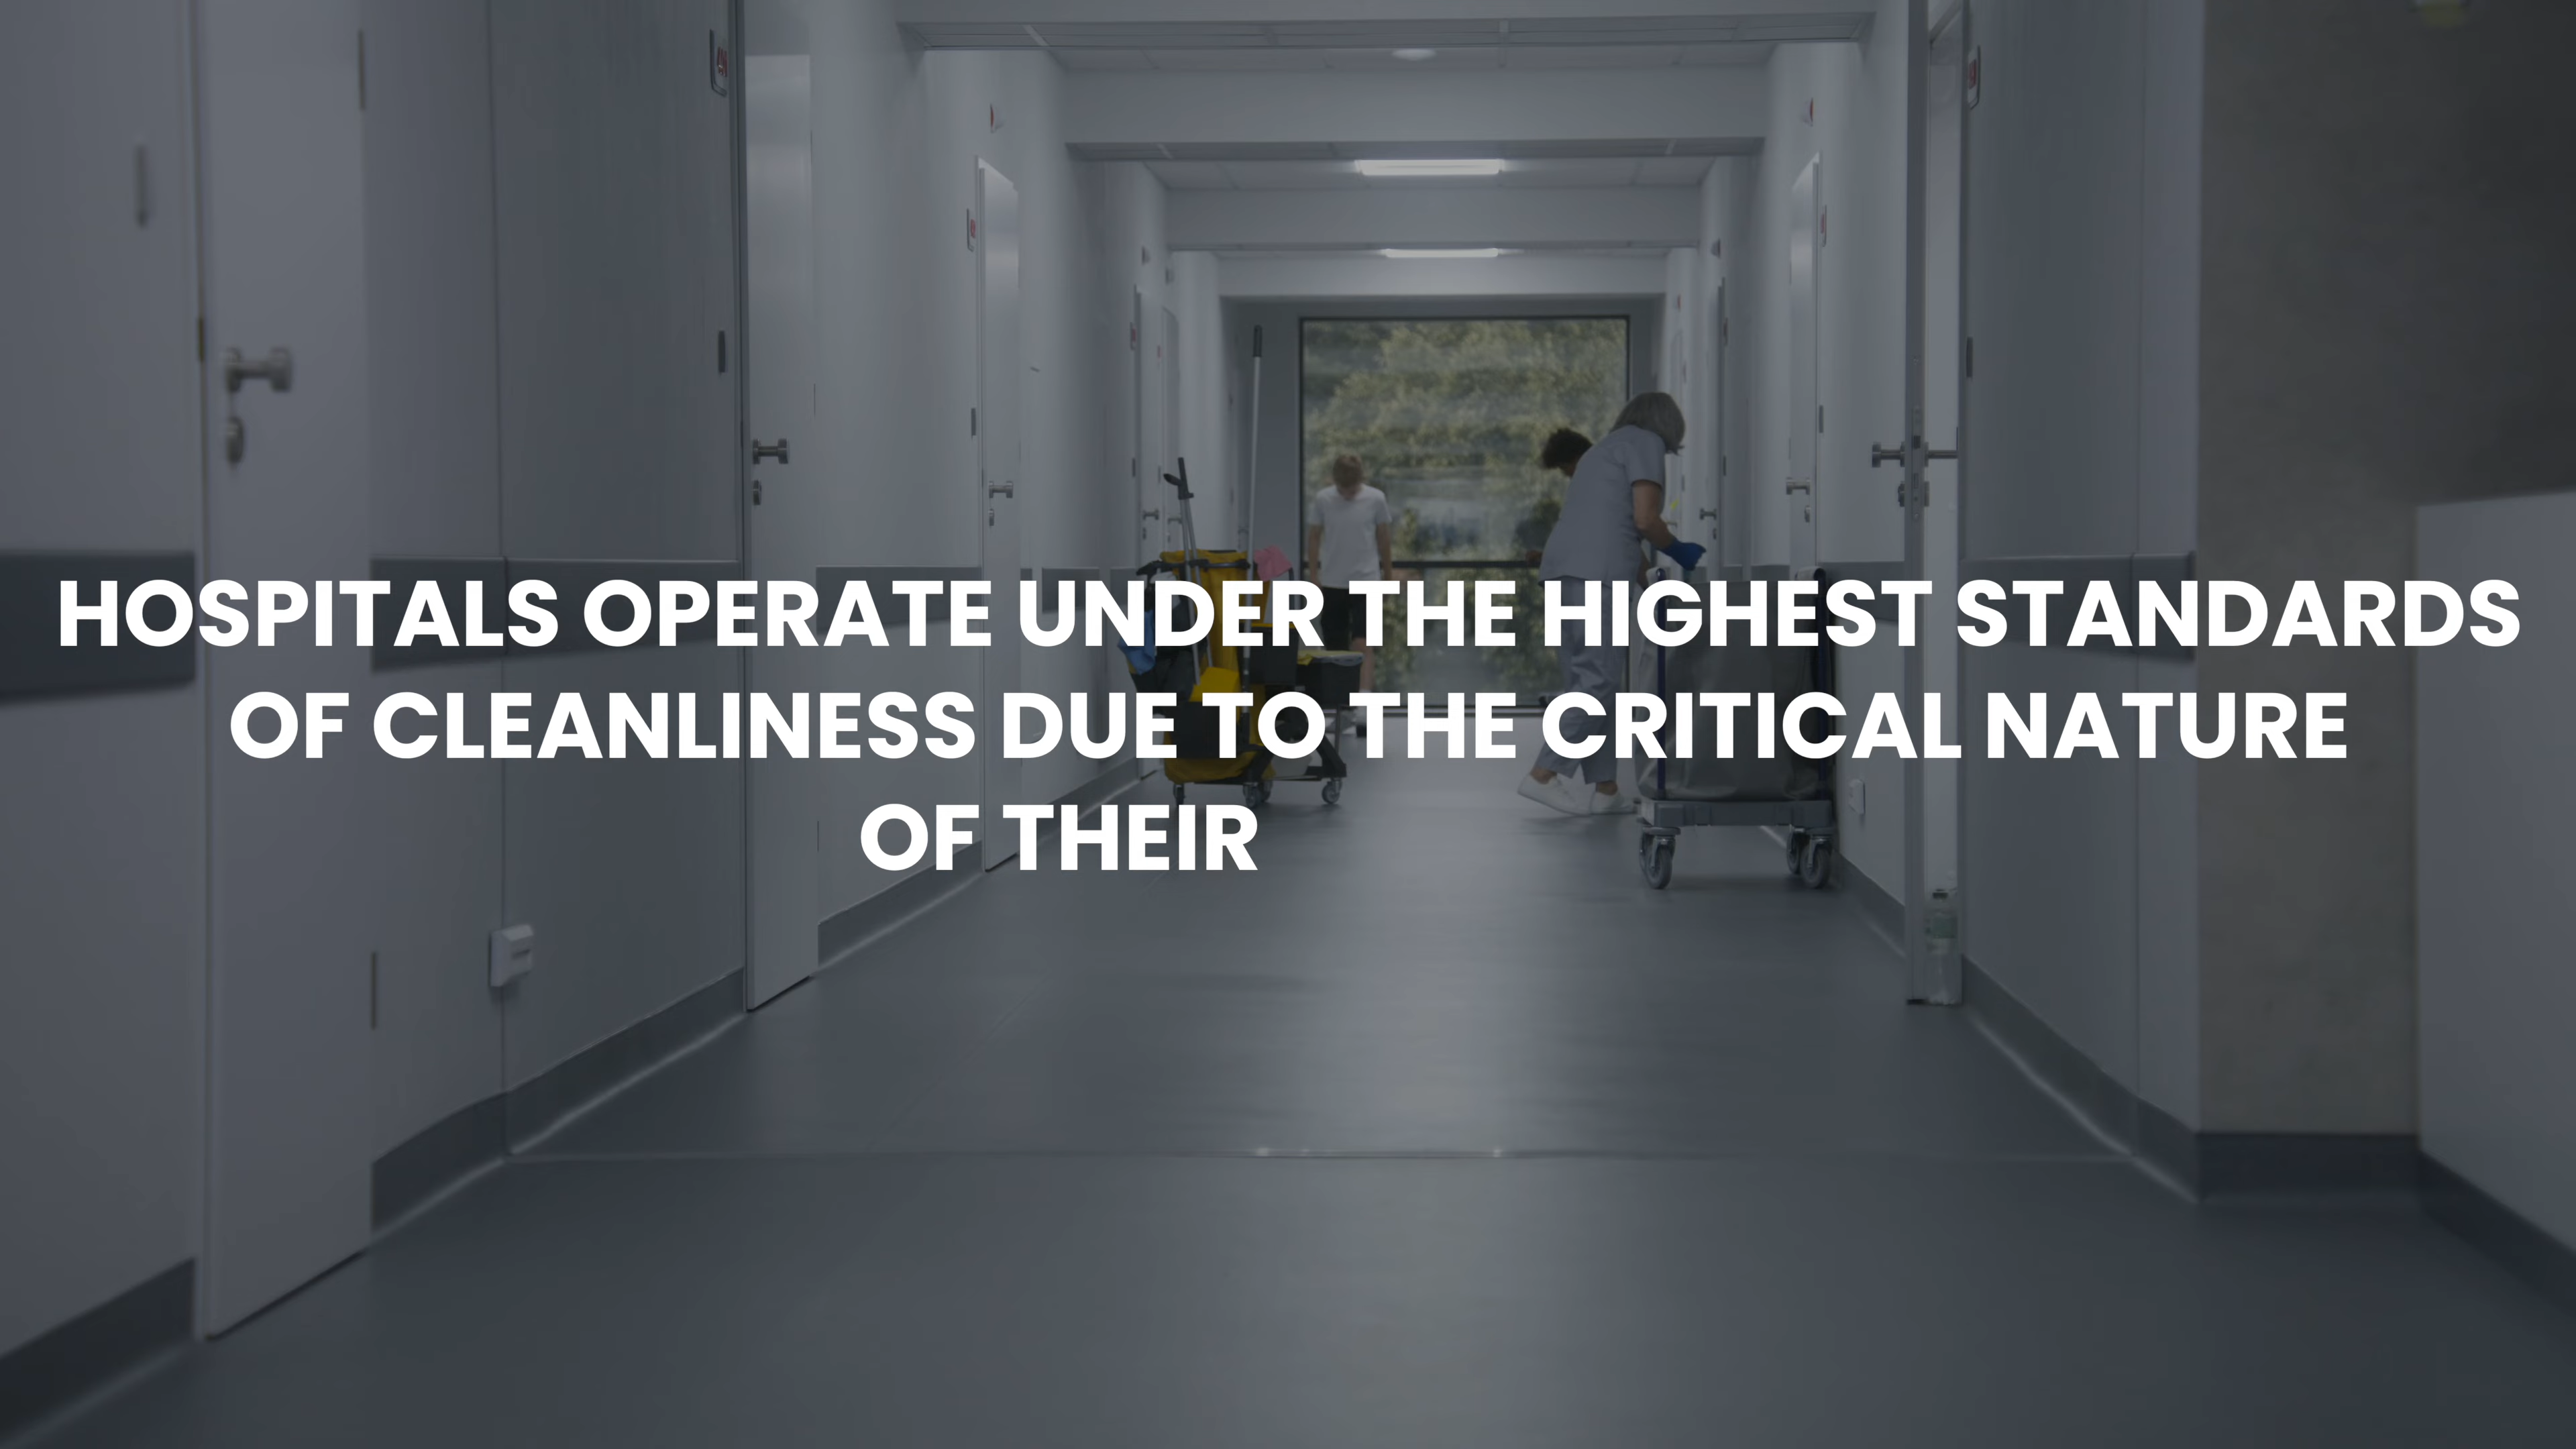 HOSPITALS OPERATE UNDER THE HIGHEST STANDARDS
OF CLEANLINESS DUE TO THE CRITICAL NATURE
OF THEIR